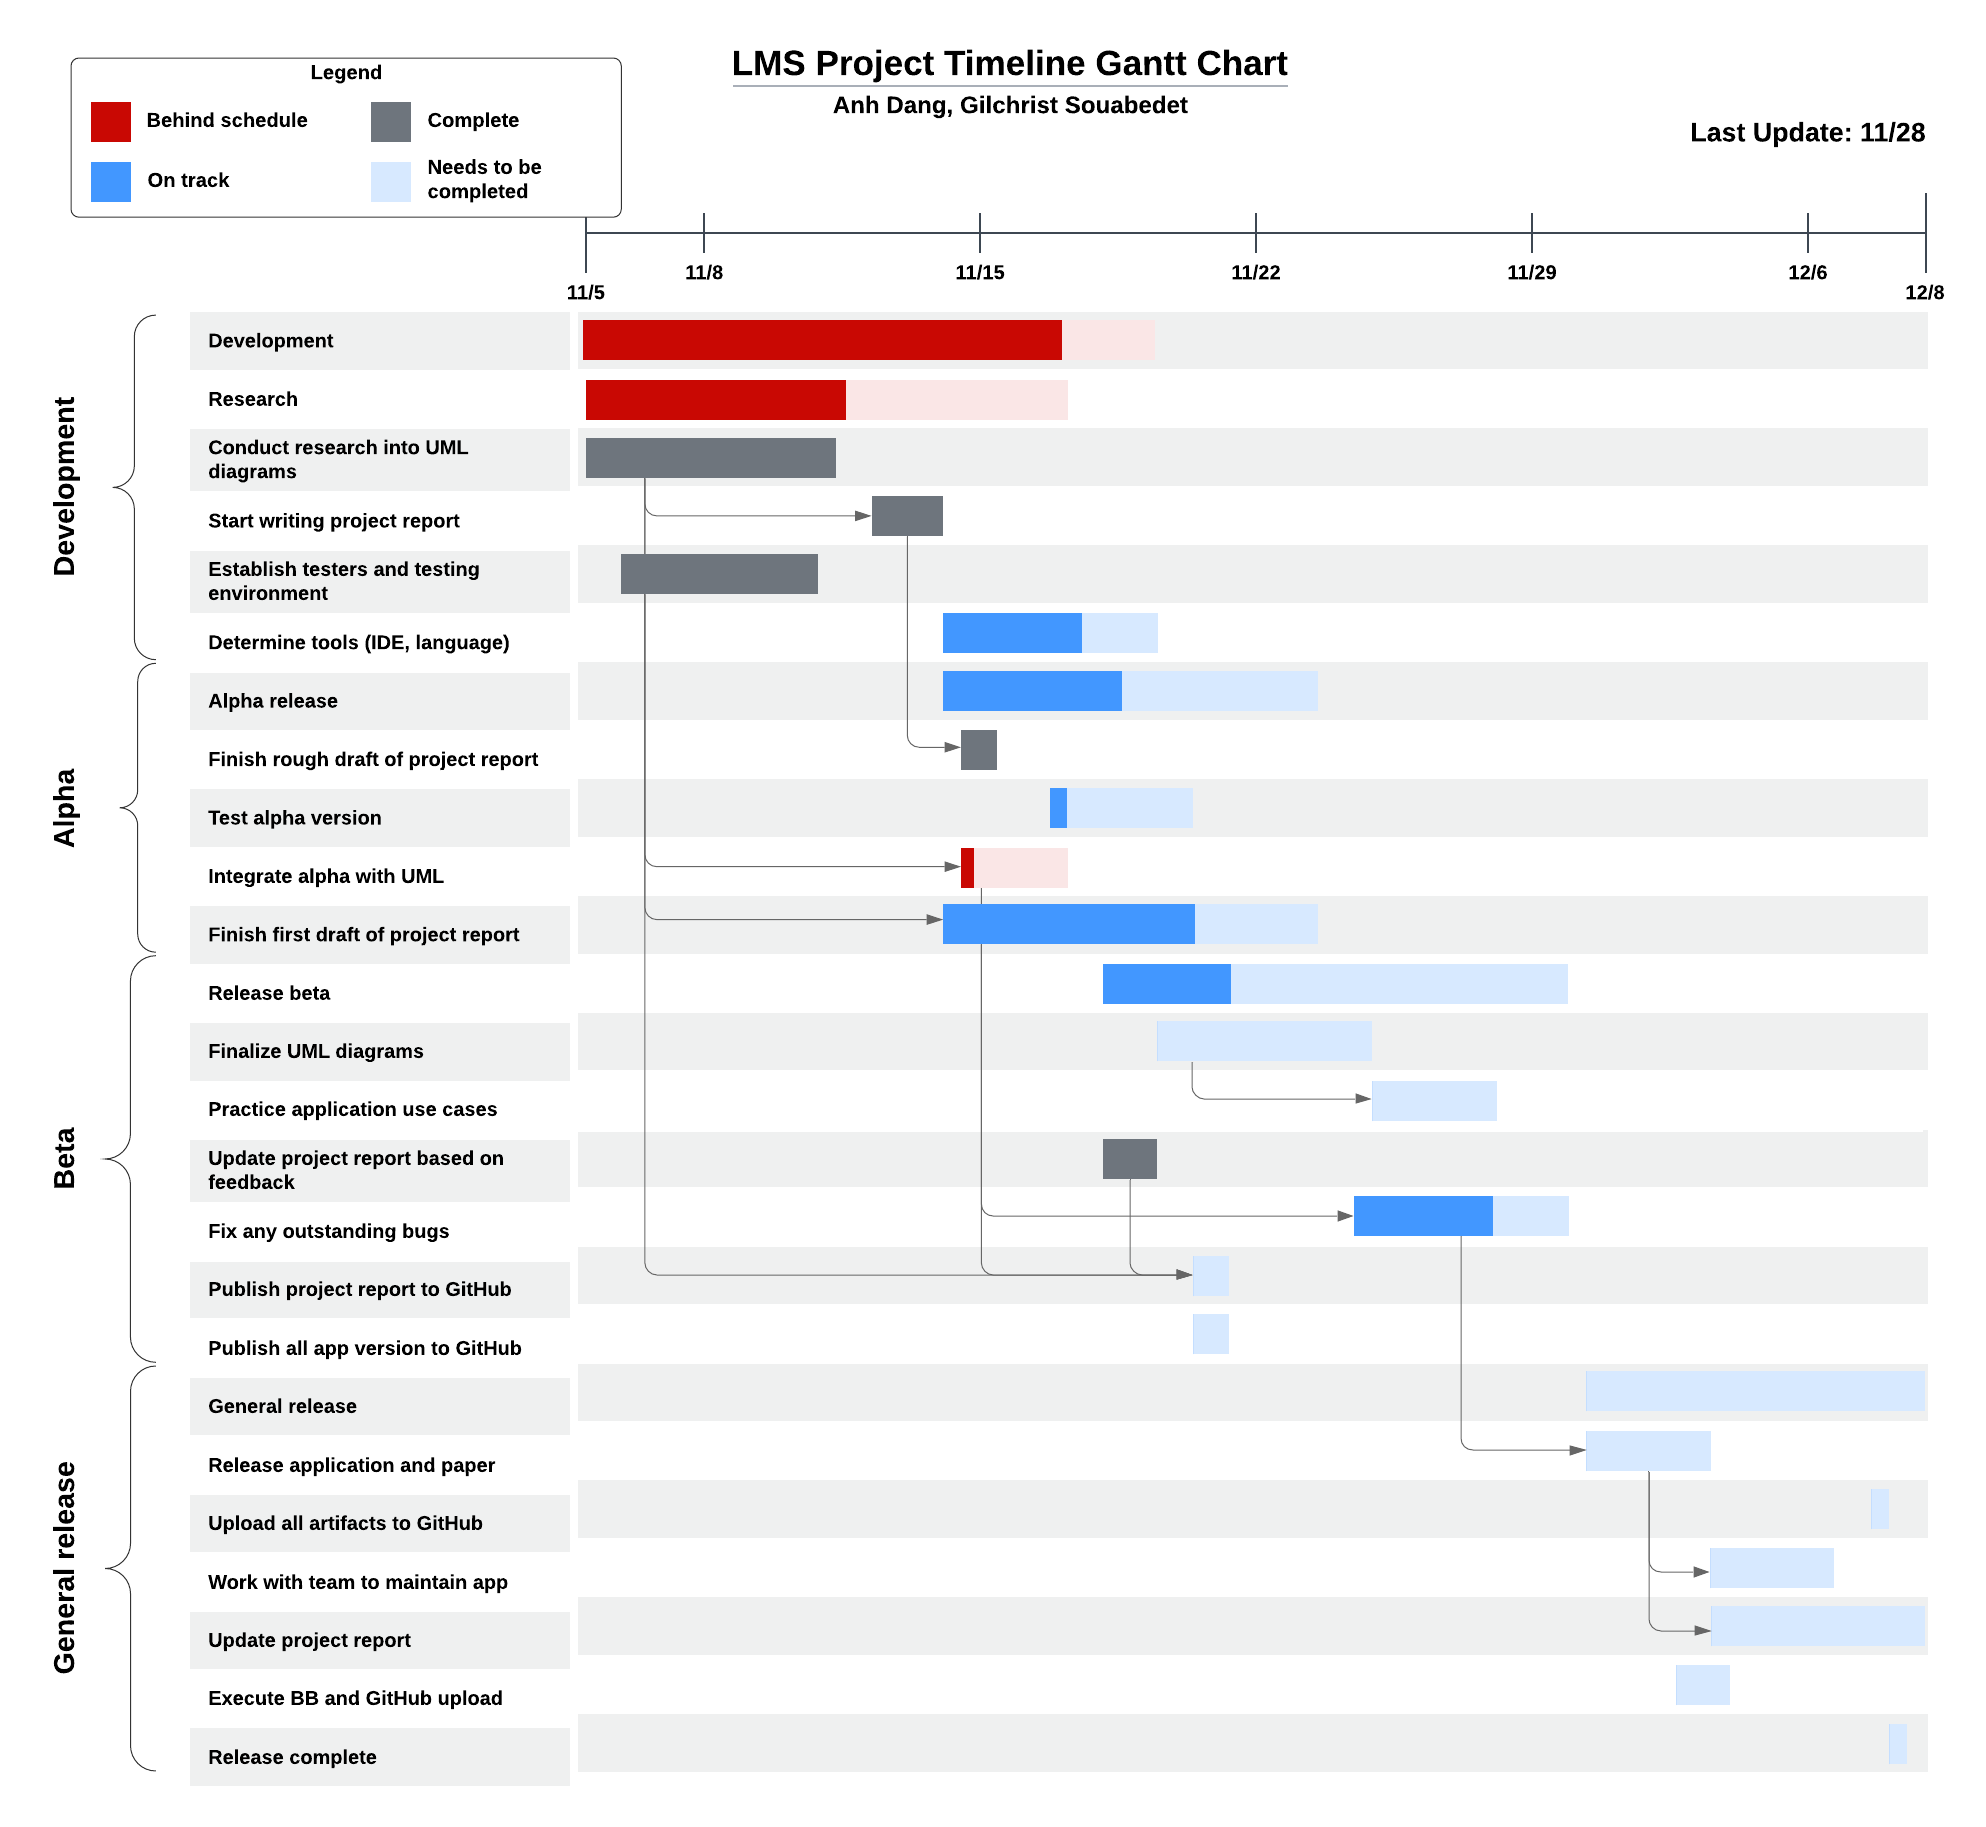 LMS Project Timeline Gantt Chart
Anh Dang, Gilchrist Souabedet
Last Update: 11/28
Legend
Behind schedule
Complete
On track
Needs to be
completed
11/5
11/8
11/15
11/22
11/29
12/6
12/8
Development
Development
Research
Conduct research into UML
diagrams
Start writing project report
Establish testers and testing
environment
Determine tools (IDE, language)
Alpha
Alpha release
Finish rough draft of project report
Test alpha version
Integrate alpha with UML
Finish first draft of project report
Beta
Release beta
Finalize UML diagrams
Practice application use cases
Update project report based on
feedback
Fix any outstanding bugs
Publish project report to GitHub
Publish all app version to GitHub
General release
General release
Release application and paper
Upload all artifacts to GitHub
Work with team to maintain app
Update project report
Execute BB and GitHub upload
Release complete